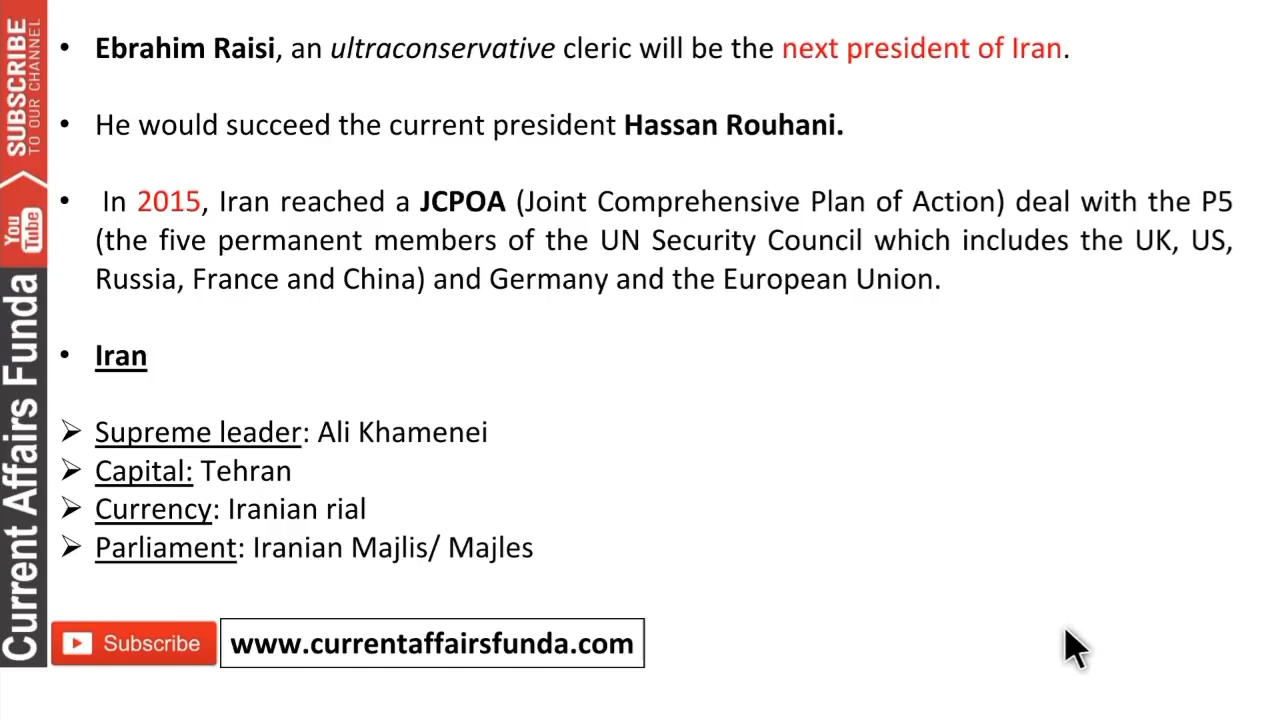 SUBSCRIBE
TO OUR CHANNEL
You
Tube
Current Affairs Funda
• Ebrahim Raisi, an ultraconservative cleric will be the next president of Iran.
• He would succeed the current president Hassan Rouhani.
• In 2015, Iran reached a JCPOA (Joint Comprehensive Plan of Action) deal with the P5
(the five permanent members of the UN Security Council which includes the UK, US,
Russia, France and China) and Germany and the European Union.
• Iran
➢ Supreme leader: Ali Khamenei
➢ Capital: Tehran
➢ Currency: Iranian rial
➢ Parliament: Iranian Majlis/ Majles
Subscribe
www.currentaffairsfunda.com